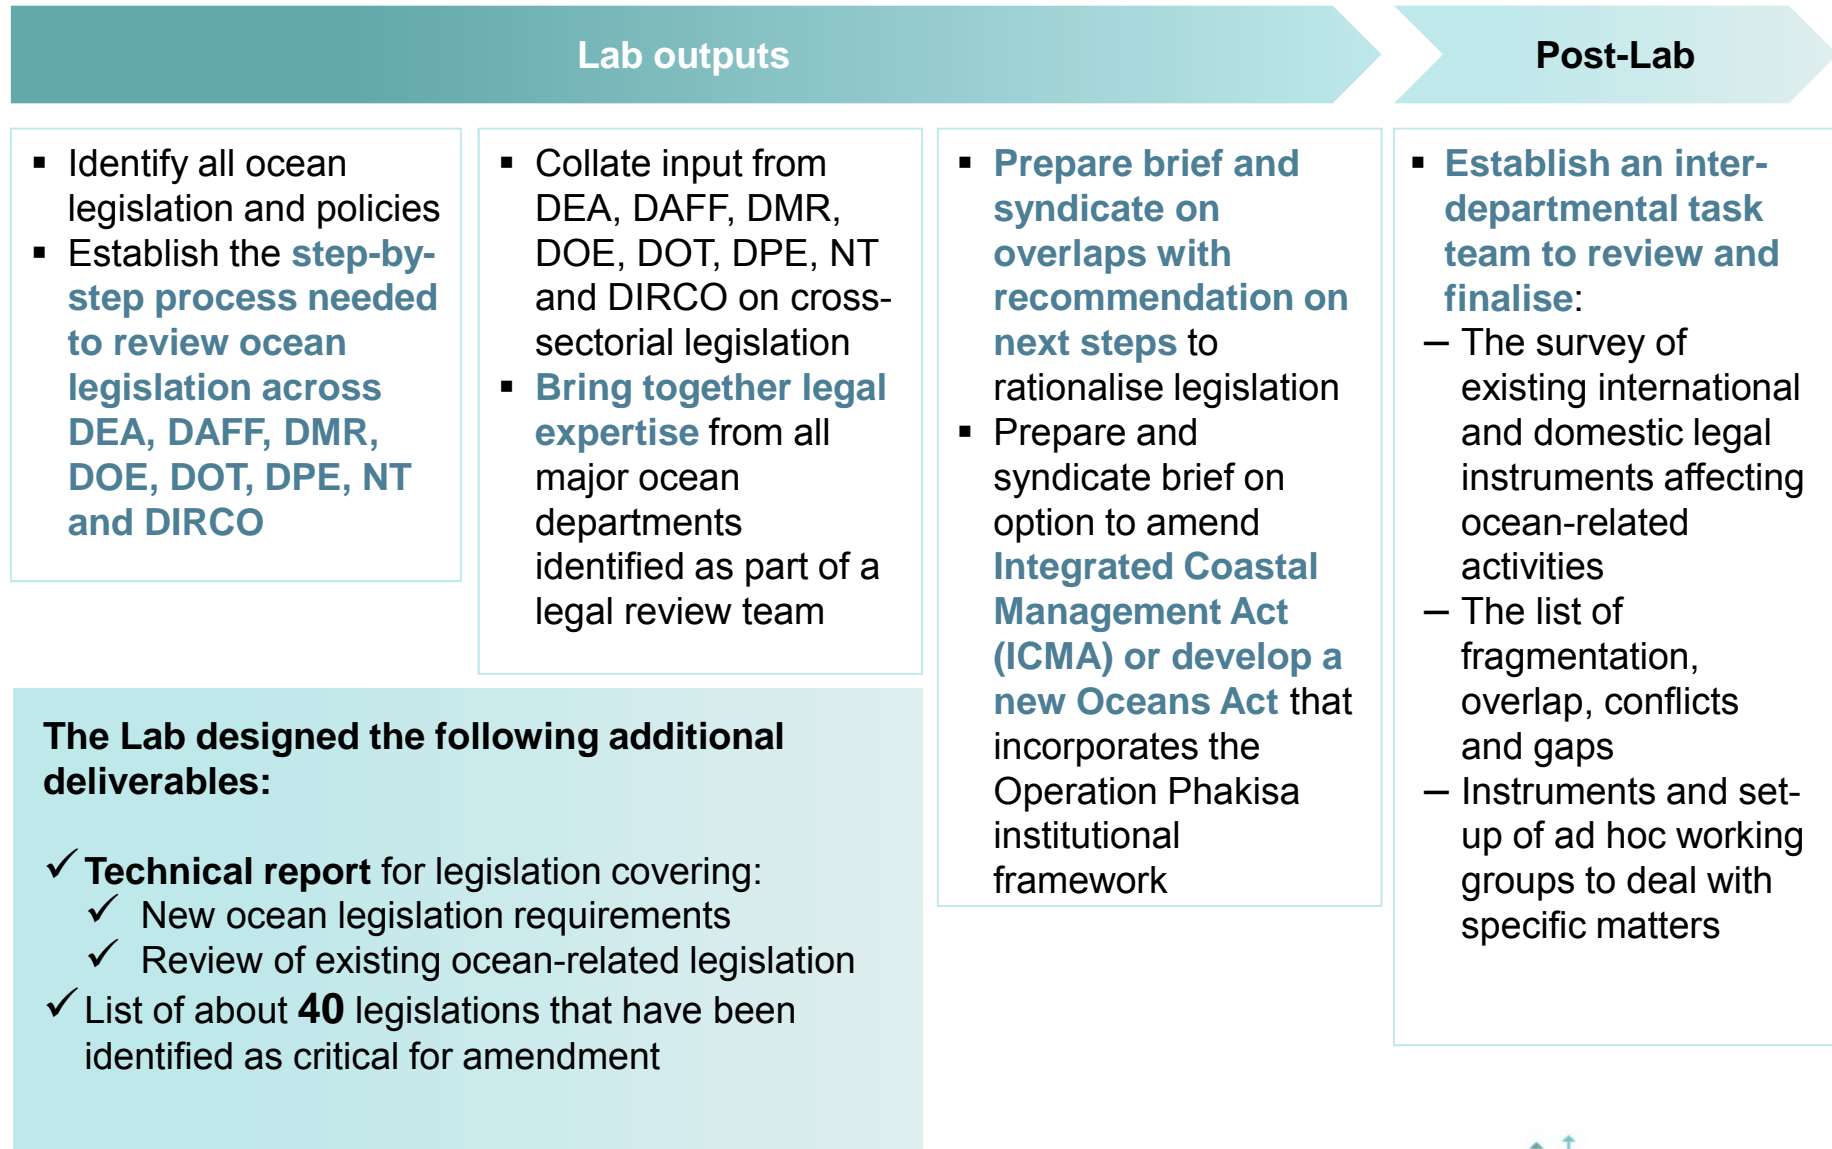 Lab outputs
Post-Lab
▪ Identify all ocean
legislation and policies
▪ Establish the step-by-
step process needed
to review ocean
legislation across
DEA, DAFF, DMR,
DOE, DOT, DPE, NT
and DIRCO
▪ Collate input from
DEA, DAFF, DMR,
DOE, DOT, DPE, NT
and DIRCO on cross-
sectorial legislation
▪ Bring together legal
expertise from all
major ocean
departments
identified as part of a
legal review team
▪ Prepare brief and
syndicate on
overlaps with
recommendation on
next steps to
rationalise legislation
▪ Prepare and
syndicate brief on
option to amend
Integrated Coastal
Management Act
(ICMA) or develop a
new Oceans Act that
incorporates the
Operation Phakisa
institutional
framework
▪ Establish an inter-
departmental task
team to review and
finalise:
– The survey of
existing international
and domestic legal
instruments affecting
ocean-related
activities
– The list of
fragmentation,
overlap, conflicts
and gaps
– Instruments and set-
up of ad hoc working
groups to deal with
specific matters
The Lab designed the following additional
deliverables:
✓ Technical report for legislation covering:
✓ New ocean legislation requirements
✓ Review of existing ocean-related legislation
✓ List of about 40 legislations that have been
identified as critical for amendment